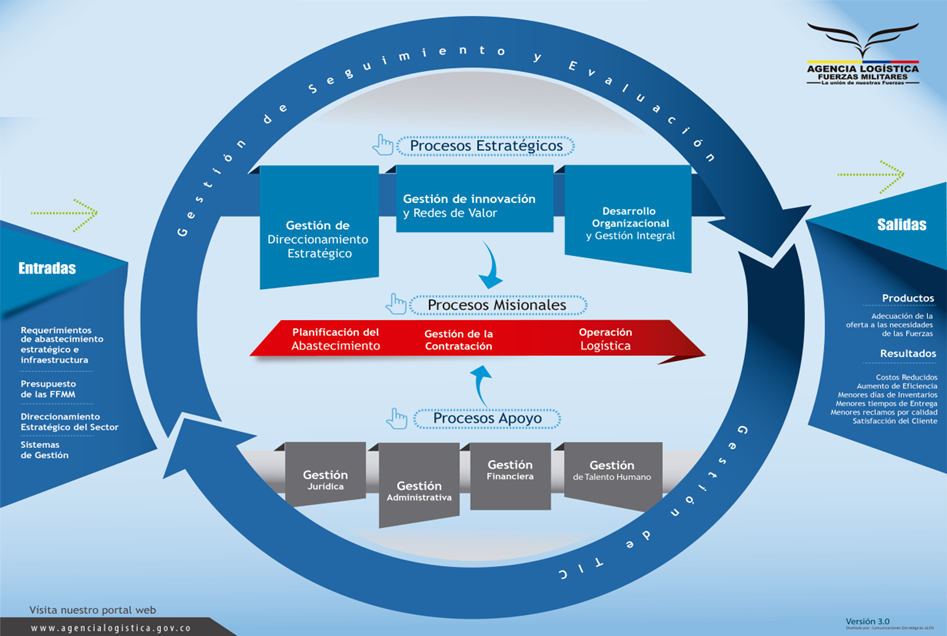 AGENCIA LOGÍSTICA
FUERZAS MILITARES
La unión de nuestras Fuerzas
Gestión de Seguimiento y Evaluación
Procesos Estratégicos
Gestión de
Direccionamiento
Estratégico
Gestión de innovación
y Redes de Valor
Desarrollo
Organizacional
y Gestión Integral
Entradas
Requerimientos
de abastecimiento
estratégico e
infraestructura
Presupuesto
de las FFMM
Direccionamiento
Estratégico del Sector
Sistemas
de Gestión
Procesos Misionales
Planificación del
Abastecimiento
Gestión de la
Contratación
Operación
Logística
Procesos Apoyo
Gestión
Jurídica
Gestión
Administrativa
Gestión
Financiera
Gestión
de Talento Humano
Gestión de TIC
Salidas
Productos
Adecuación de la
oferta a las necesidades
de las Fuerzas
Resultados
Costos Reducidos
Aumento de Eficiencia
Menores días de Inventarios
Menores tiempos de Entrega
Menores reclamos por calidad
Satisfacción del Cliente
Visita nuestro portal web
www.agencialogistica.gov.co
Versión 3.0